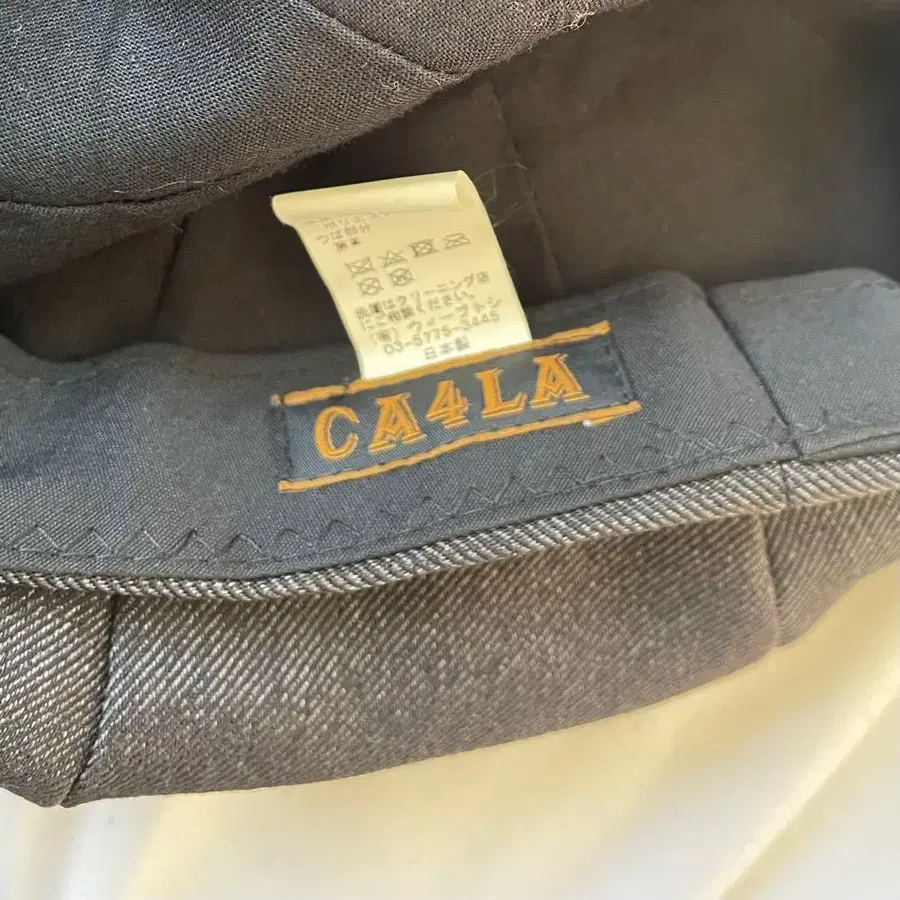 つば部分
洗濯はクリーニング店
にご相談ください。
(有)ウィーブトシ
03-5775-3445
日本製
CA4LA